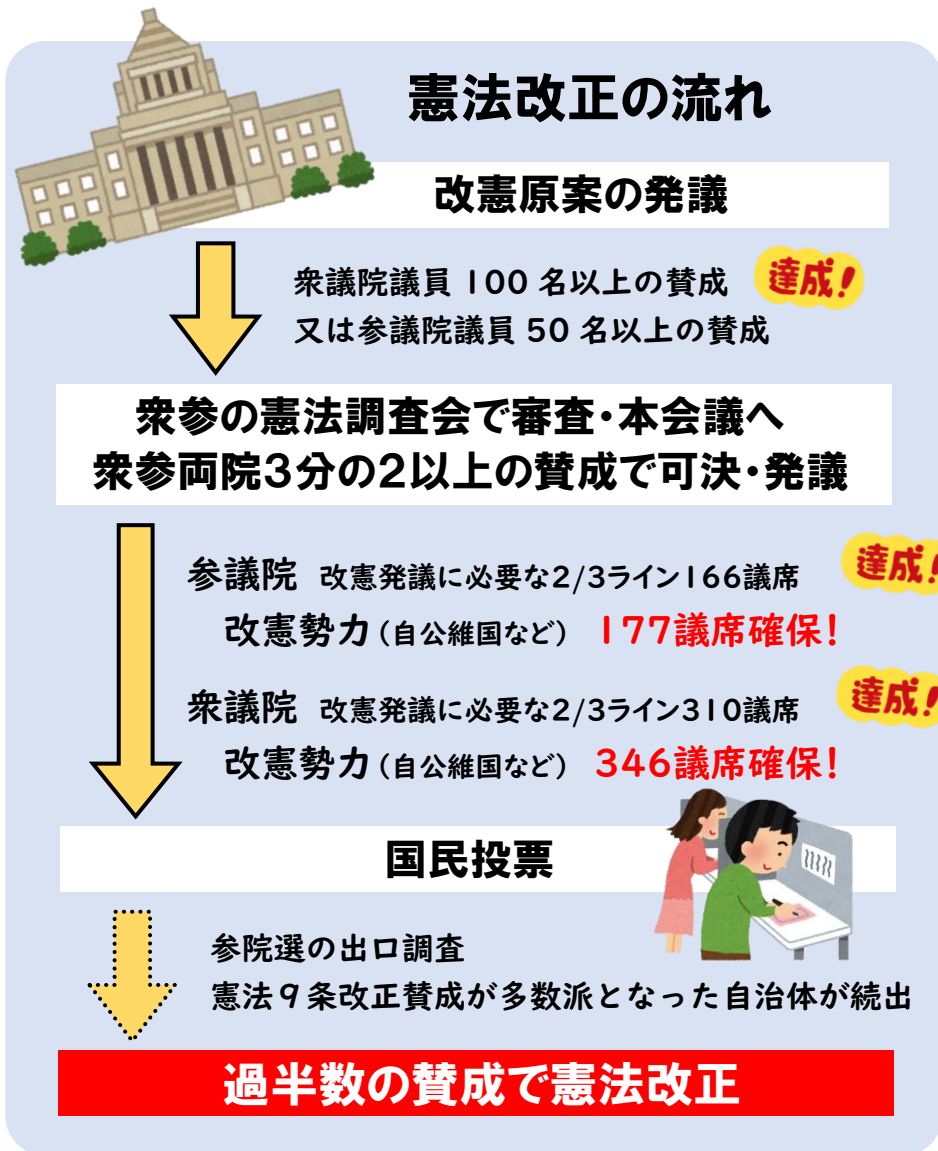 憲法改正の流れ
改憲原案の発議
衆議院議員100名以上の賛成
達成!
又は参議院議員50名以上の賛成
衆参の憲法調査会で審査・本会議へ
衆参両院3分の2以上の賛成で可決・発議
参議院 改憲発議に必要な2/3ライン166議席
達成!
改憲勢力(自公維国など) 177議席確保!
衆議院 改憲発議に必要な2/3ライン310議席
達成!
改憲勢力(自公維国など) 346議席確保!
国民投票
参院選の出口調査
憲法9条改正賛成が多数派となった自治体が続出
過半数の賛成で憲法改正